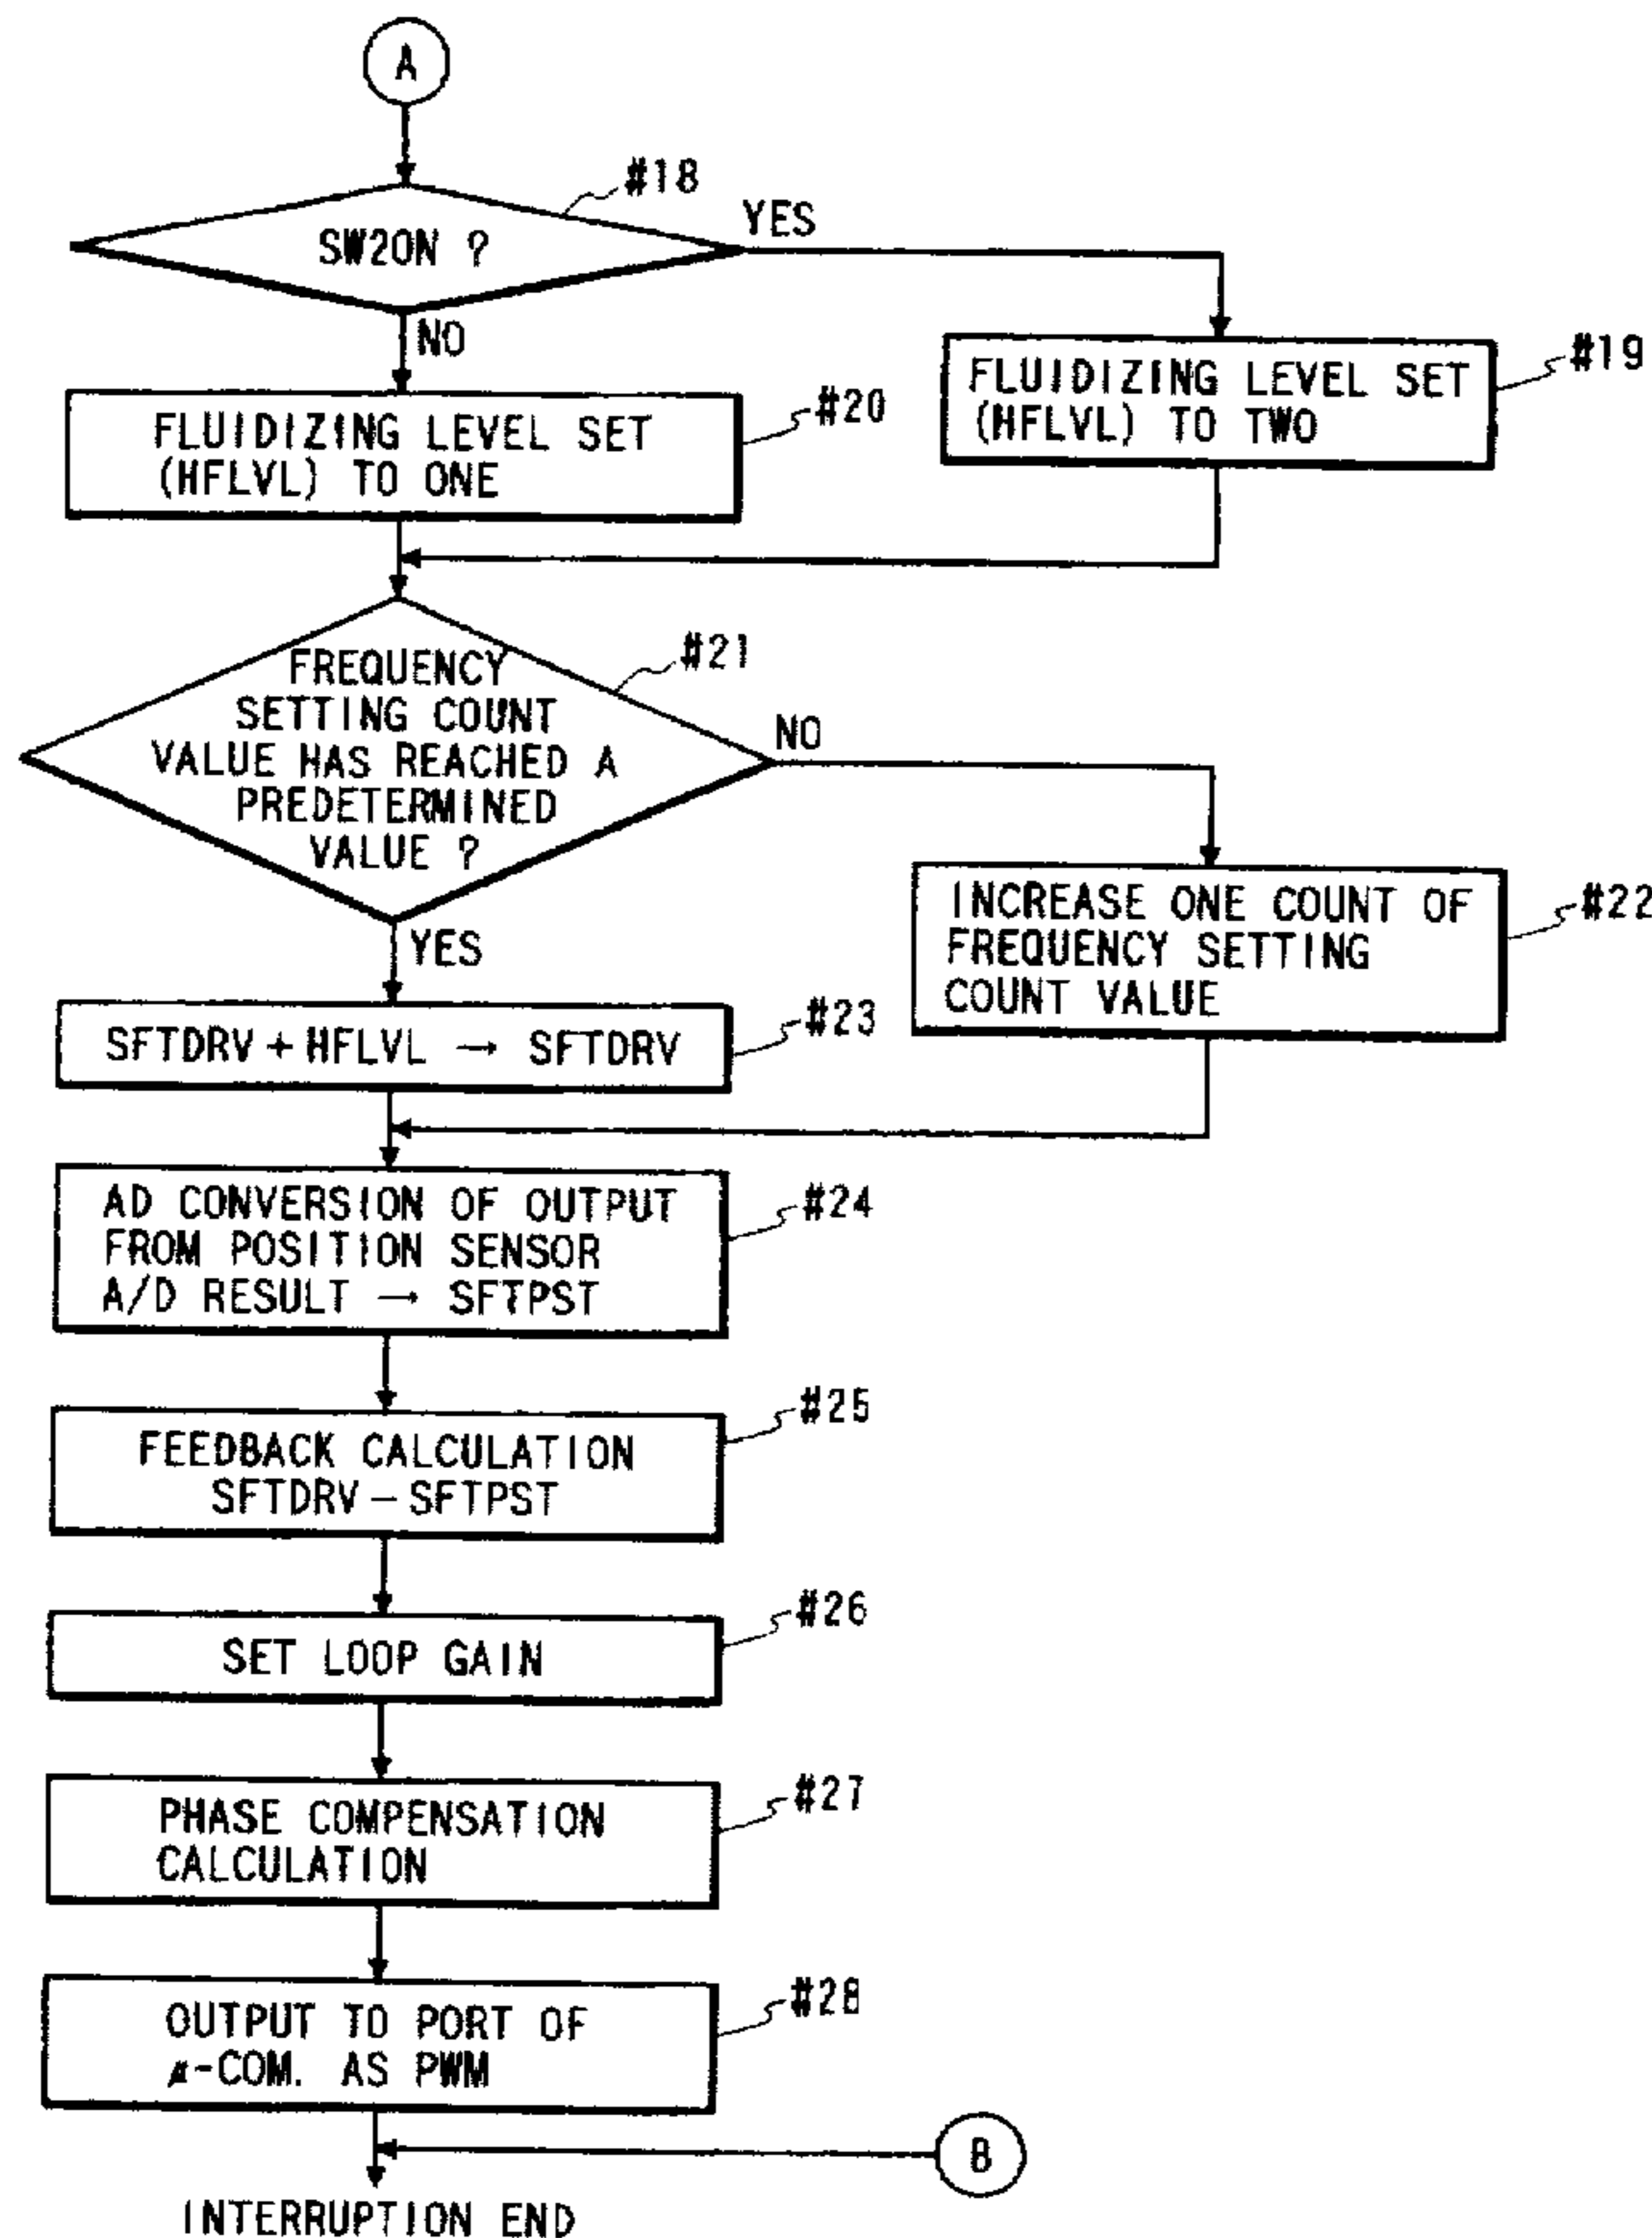 A
#18
SW2ON ?
YES
NO
#19
FLUIDIZING LEVEL SET
(HFLVL) TO TWO
#20
FLUIDIZING LEVEL SET
(HFLVL) TO ONE
#21
FREQUENCY
SETTING COUNT
VALUE HAS REACHED A
PREDETERMINED
VALUE ?
NO
YES
#22
INCREASE ONE COUNT OF
FREQUENCY SETTING
COUNT VALUE
#23
SFTDRV + HFLVL → SFTDRV
#24
AD CONVERSION OF OUTPUT
FROM POSITION SENSOR
A/D RESULT → SFTPST
#25
FEEDBACK CALCULATION
SFTDRV – SFTPST
#26
SET LOOP GAIN
#27
PHASE COMPENSATION
CALCULATION
#28
OUTPUT TO PORT OF
μ-COM. AS PWM
B
INTERRUPTION END